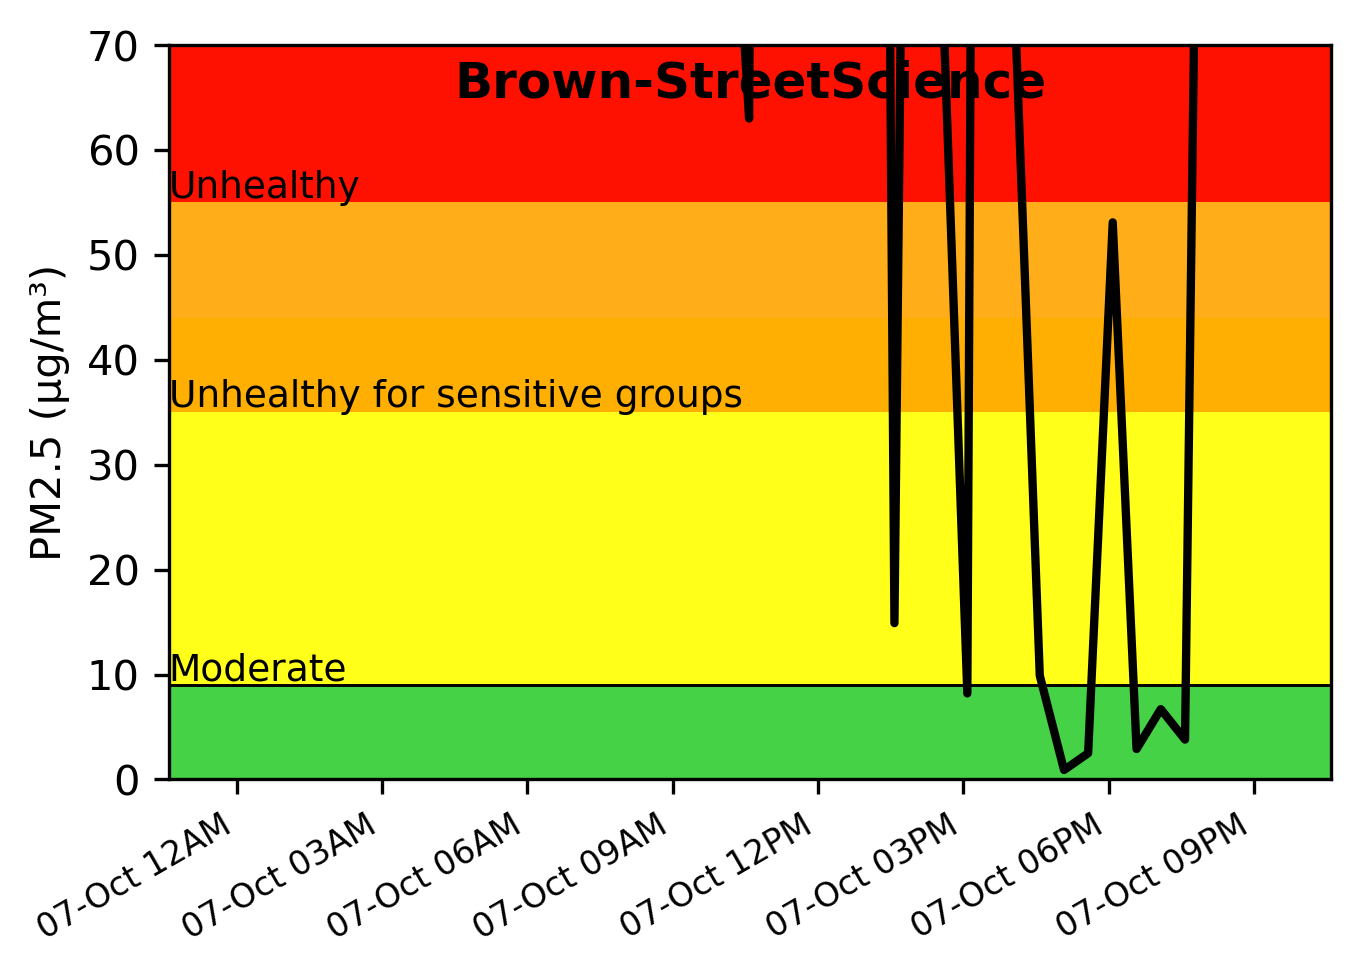 Brown-StreetScience
70
60
50
40
30
20
10
0
PM2.5 (µg/m³)
Unhealthy
Unhealthy for sensitive groups
Moderate
07-Oct 12AM
07-Oct 03AM
07-Oct 06AM
07-Oct 09AM
07-Oct 12PM
07-Oct 03PM
07-Oct 06PM
07-Oct 09PM